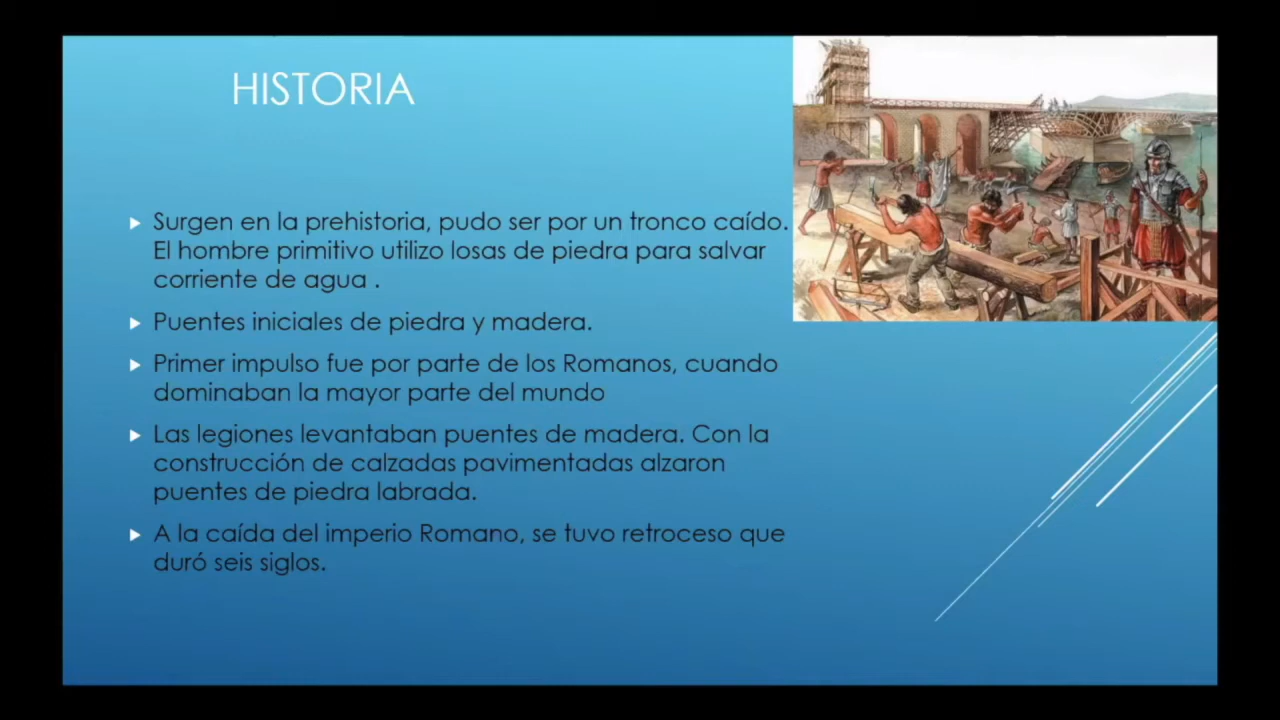 HISTORIA
Surgen en la prehistoria, pudo ser por un tronco caído.
El hombre primitivo utilizo losas de piedra para salvar
corriente de agua .
Puentes iniciales de piedra y madera.
Primer impulso fue por parte de los Romanos, cuando
dominaban la mayor parte del mundo
Las legiones levantaban puentes de madera. Con la
construcción de calzadas pavimentadas alzaron
puentes de piedra labrada.
A la caída del imperio Romano, se tuvo retroceso que
duró seis siglos.